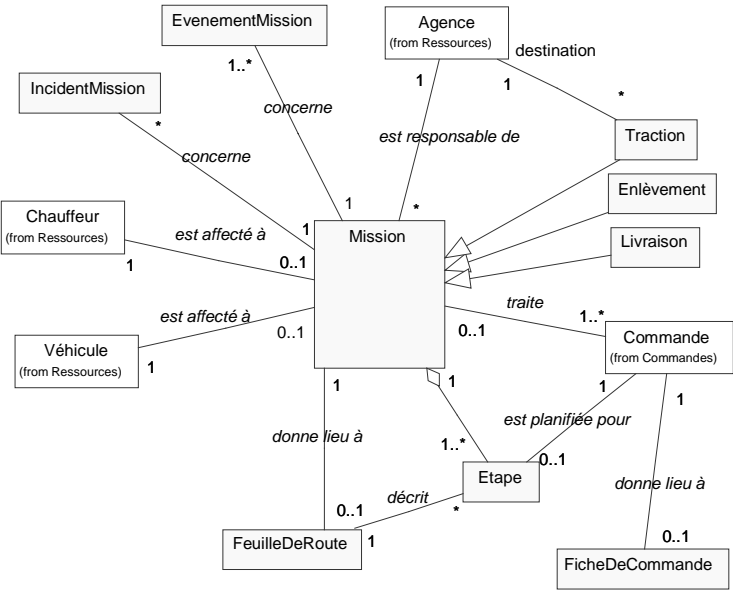 EvenementMission
Agence
(from Ressources)
destination
1..*
1
1
*
IncidentMission
*
concerne
est responsable de
Traction
concerne
Enlèvement
Chauffeur
(from Ressources)
1
*
1
Mission
Livraison
est affecté à
1
0..1
est affecté à
0..1
traite
0..1
1..*
Véhicule
(from Ressources)
1
Commande
(from Commandes)
1
1
1
1
est planifiée pour
donne lieu à
1..*
0..1
Etape
donne lieu à
décrit
*
0..1
1
FeuilleDeRoute
0..1
FicheDeCommande